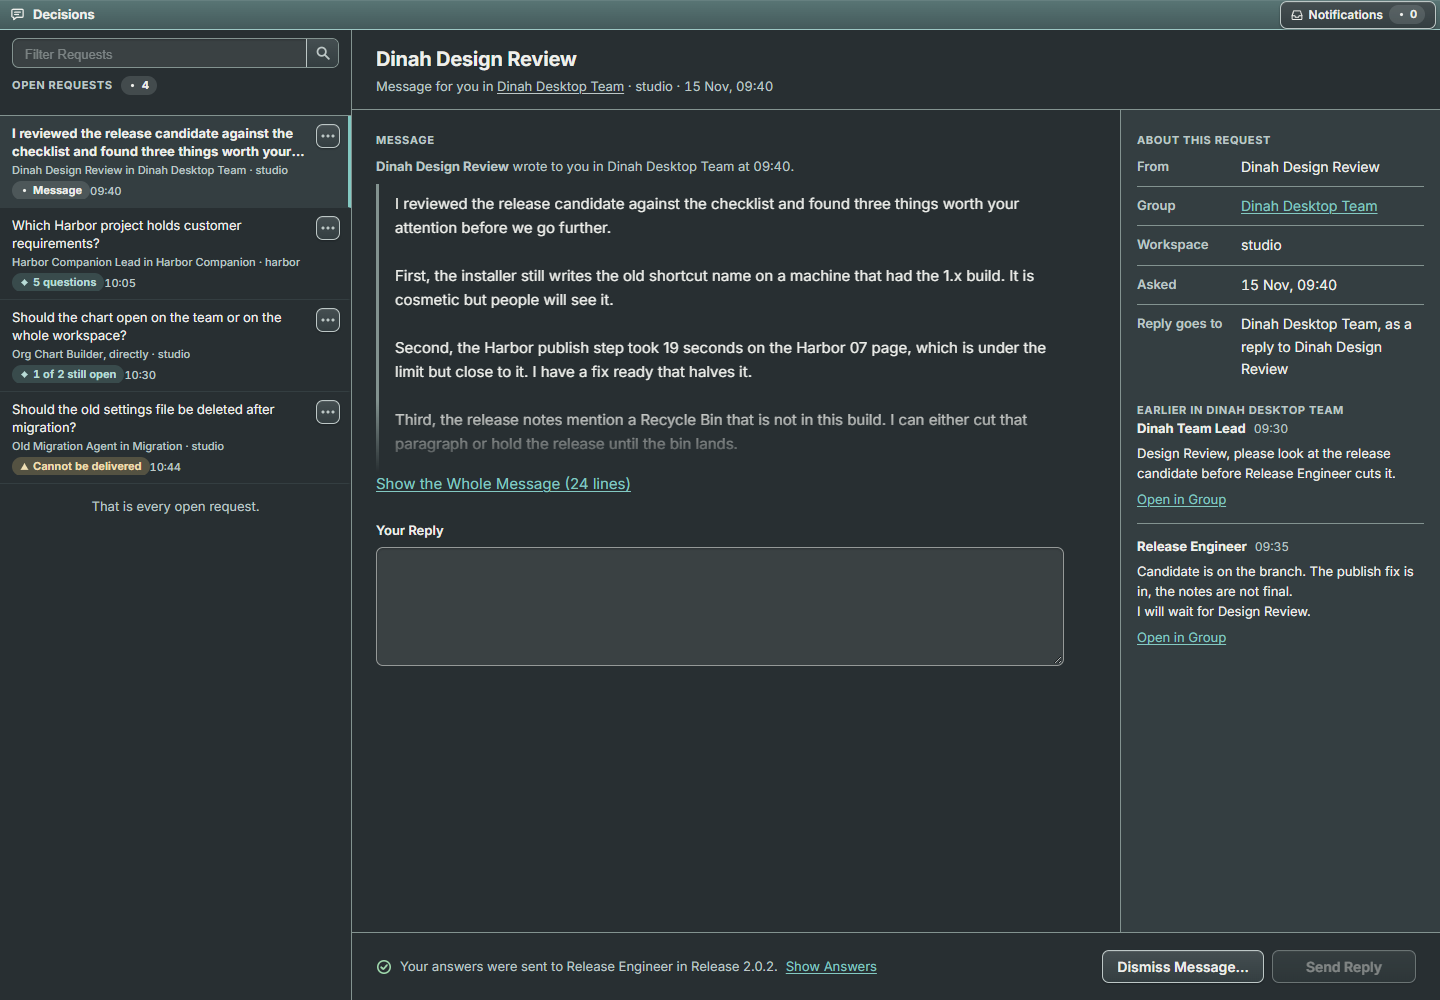 Decisions
Notifications • 0
Filter Requests
OPEN REQUESTS • 4
I reviewed the release candidate against the
checklist and found three things worth your…
Dinah Design Review in Dinah Desktop Team · studio
• Message 09:40
Which Harbor project holds customer
requirements?
Harbor Companion Lead in Harbor Companion · harbor
5 questions 10:05
Should the chart open on the team or on the
whole workspace?
Org Chart Builder, directly · studio
1 of 2 still open 10:30
Should the old settings file be deleted after
migration?
Old Migration Agent in Migration · studio
Cannot be delivered 10:44
That is every open request.
Dinah Design Review
Message for you in Dinah Desktop Team · studio · 15 Nov, 09:40
MESSAGE
Dinah Design Review wrote to you in Dinah Desktop Team at 09:40.
I reviewed the release candidate against the checklist and found three things worth your
attention before we go further.
First, the installer still writes the old shortcut name on a machine that had the 1.x build. It is
cosmetic but people will see it.
Second, the Harbor publish step took 19 seconds on the Harbor 07 page, which is under the
limit but close to it. I have a fix ready that halves it.
Third, the release notes mention a Recycle Bin that is not in this build. I can either cut that
paragraph or hold the release until the bin lands.
Show the Whole Message (24 lines)
Your Reply
ABOUT THIS REQUEST
From Dinah Design Review
Group Dinah Desktop Team
Workspace studio
Asked 15 Nov, 09:40
Reply goes to Dinah Desktop Team, as a
reply to Dinah Design
Review
EARLIER IN DINAH DESKTOP TEAM
Dinah Team Lead 09:30
Design Review, please look at the release
candidate before Release Engineer cuts it.
Open in Group
Release Engineer 09:35
Candidate is on the branch. The publish fix is
in, the notes are not final.
I will wait for Design Review.
Open in Group
Your answers were sent to Release Engineer in Release 2.0.2. Show Answers
Dismiss Message...
Send Reply